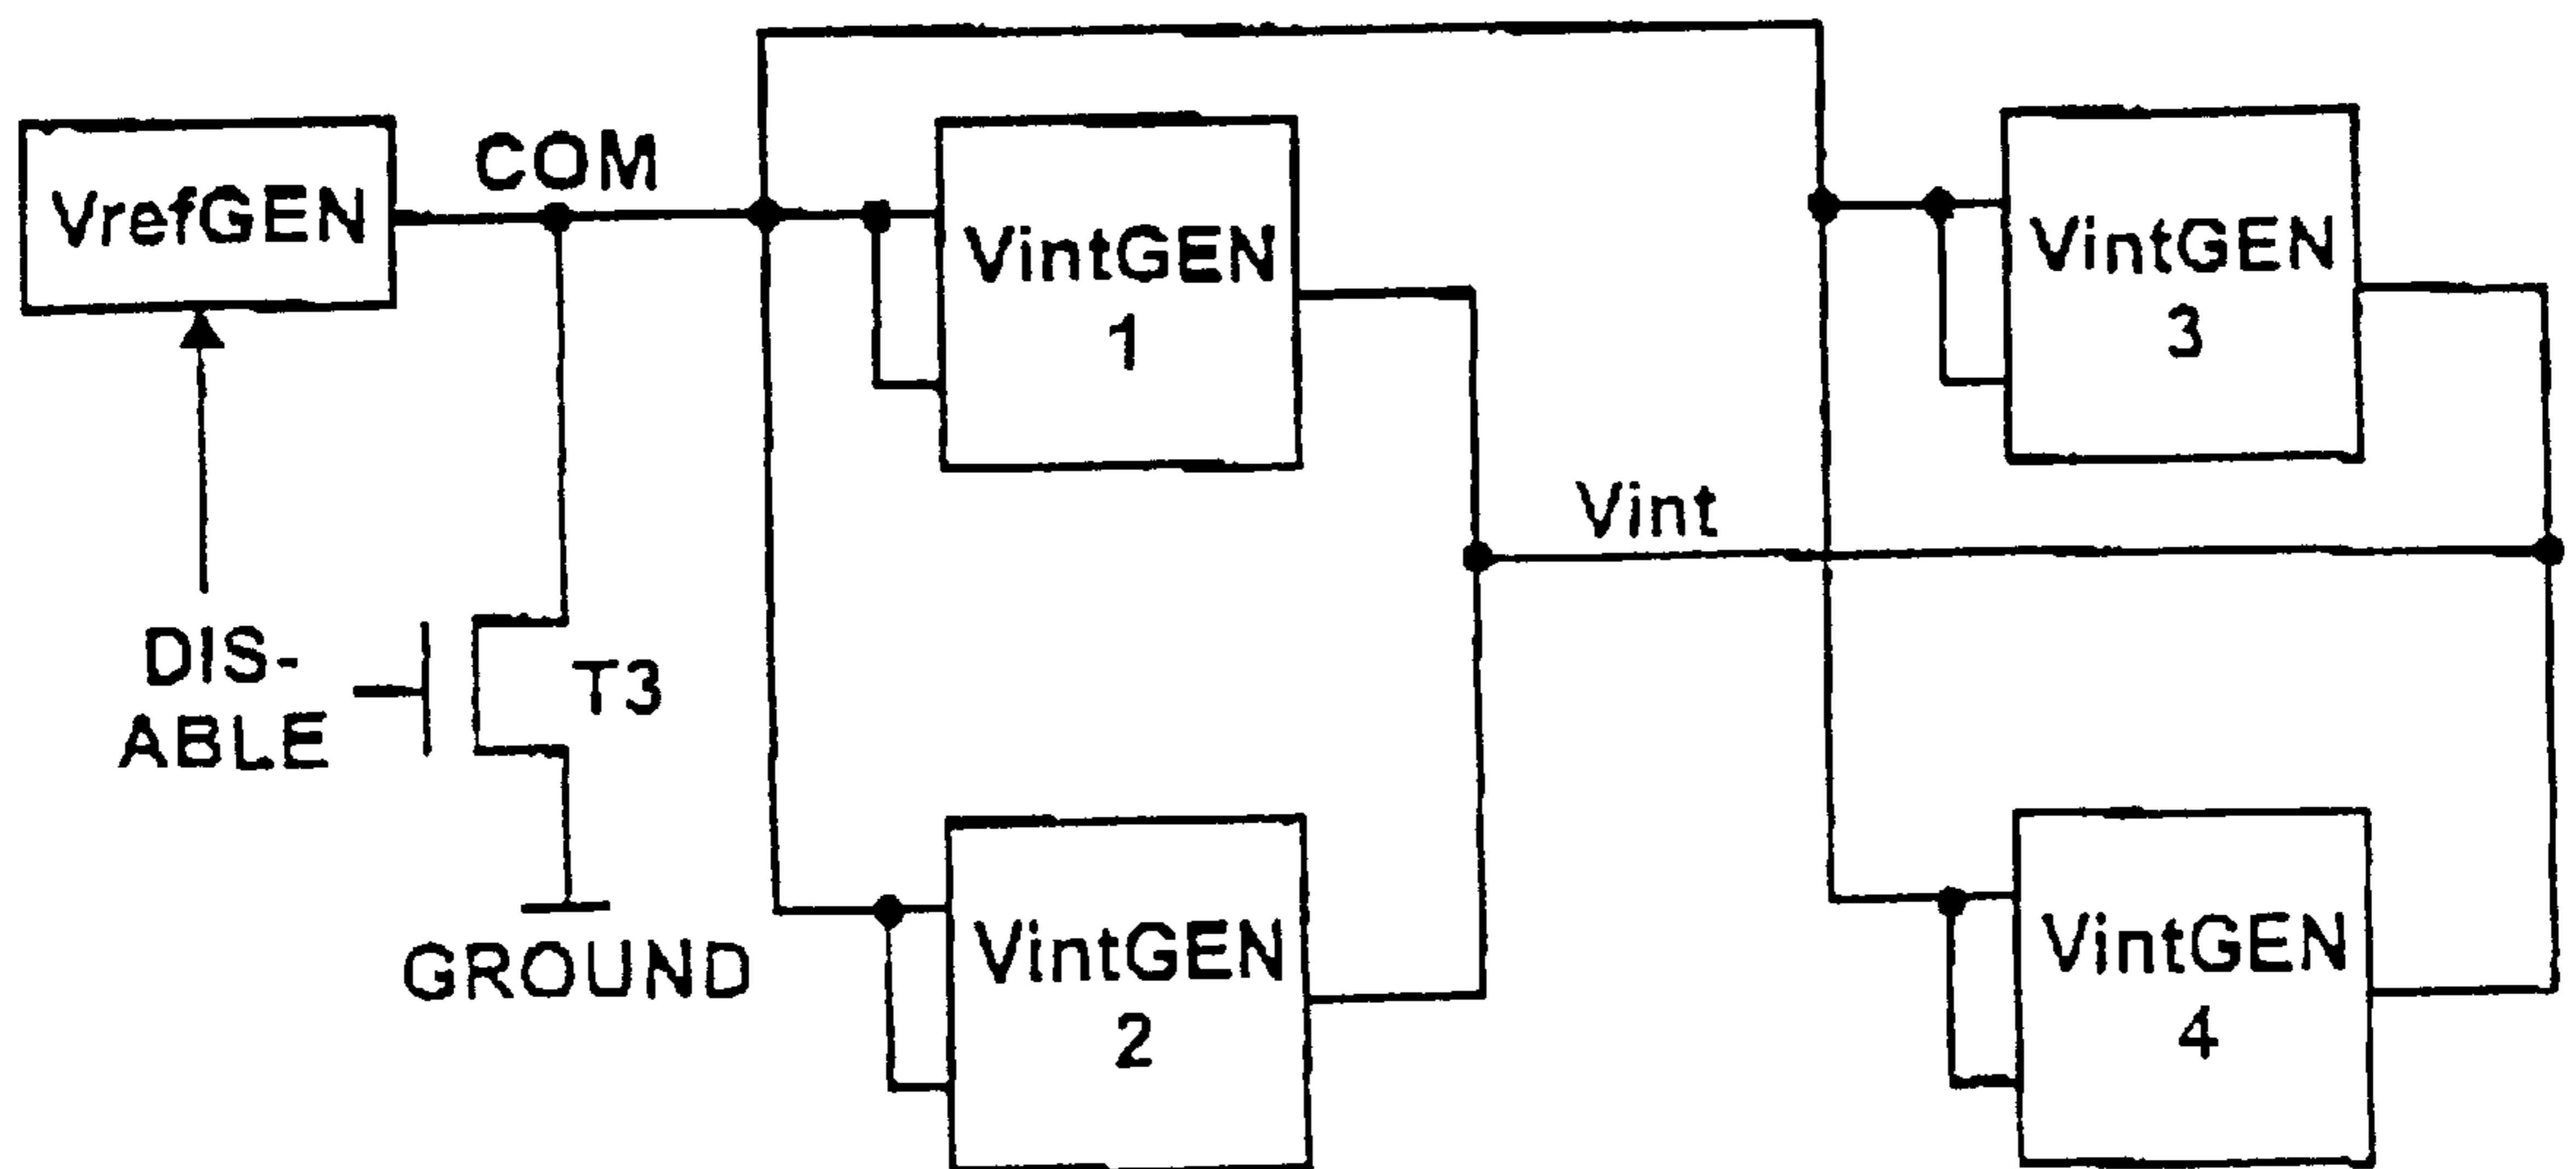 COM
VrefGEN
VintGEN
1
VintGEN
3
Vint
DIS-
ABLE
T3
GROUND
VintGEN
2
VintGEN
4